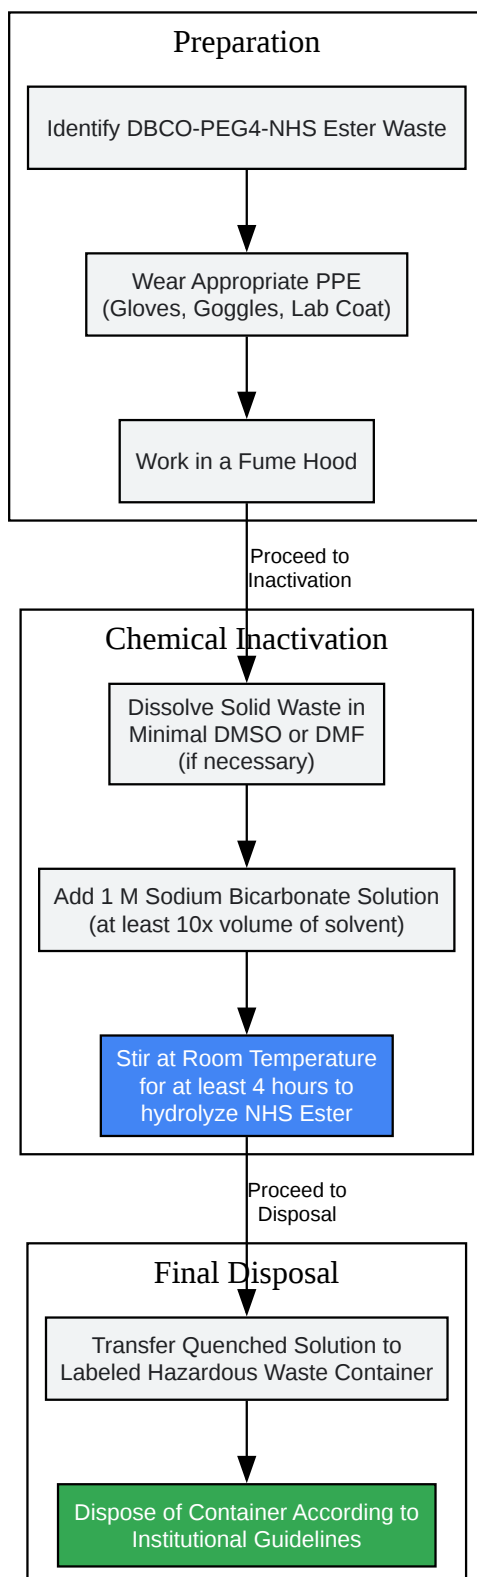 Preparation
Identify DBCO-PEG4-NHS Ester Waste
Wear Appropriate PPE
(Gloves, Goggles, Lab Coat)
Work in a Fume Hood
Proceed to
Inactivation
Chemical Inactivation
Dissolve Solid Waste in
Minimal DMSO or DMF
(if necessary)
Add 1 M Sodium Bicarbonate Solution
(at least 10x volume of solvent)
Stir at Room Temperature
for at least 4 hours to
hydrolyze NHS Ester
Proceed to
Disposal
Final Disposal
Transfer Quenched Solution to
Labeled Hazardous Waste Container
Dispose of Container According to
Institutional Guidelines